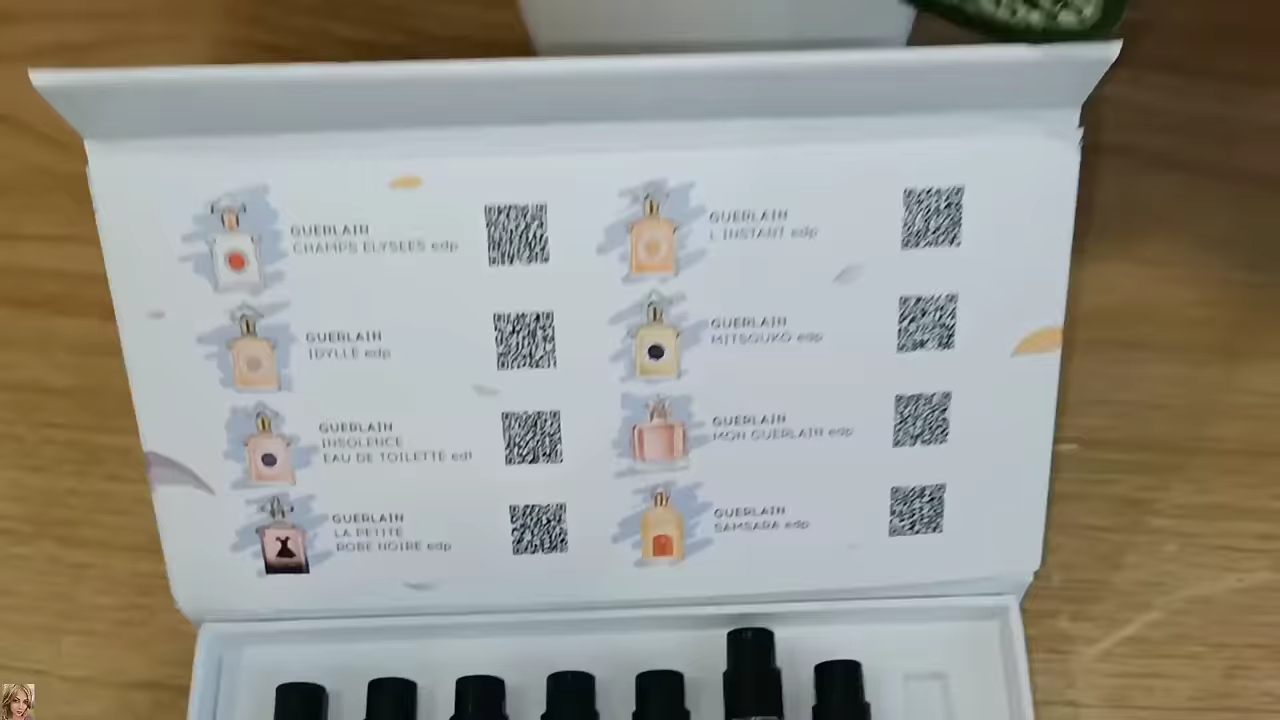 GUERLAIN
CHAMPS ELYSEES edp
GUERLAIN
IDYLLE edp
GUERLAIN
INSOLENCE
EAU DE TOILETTE edt
GUERLAIN
LA PETITE
ROBE NOIRE edp
GUERLAIN
L'INSTANT edp
GUERLAIN
MITSOUKO edp
GUERLAIN
MON GUERLAIN edp
GUERLAIN
SAMSARA edp